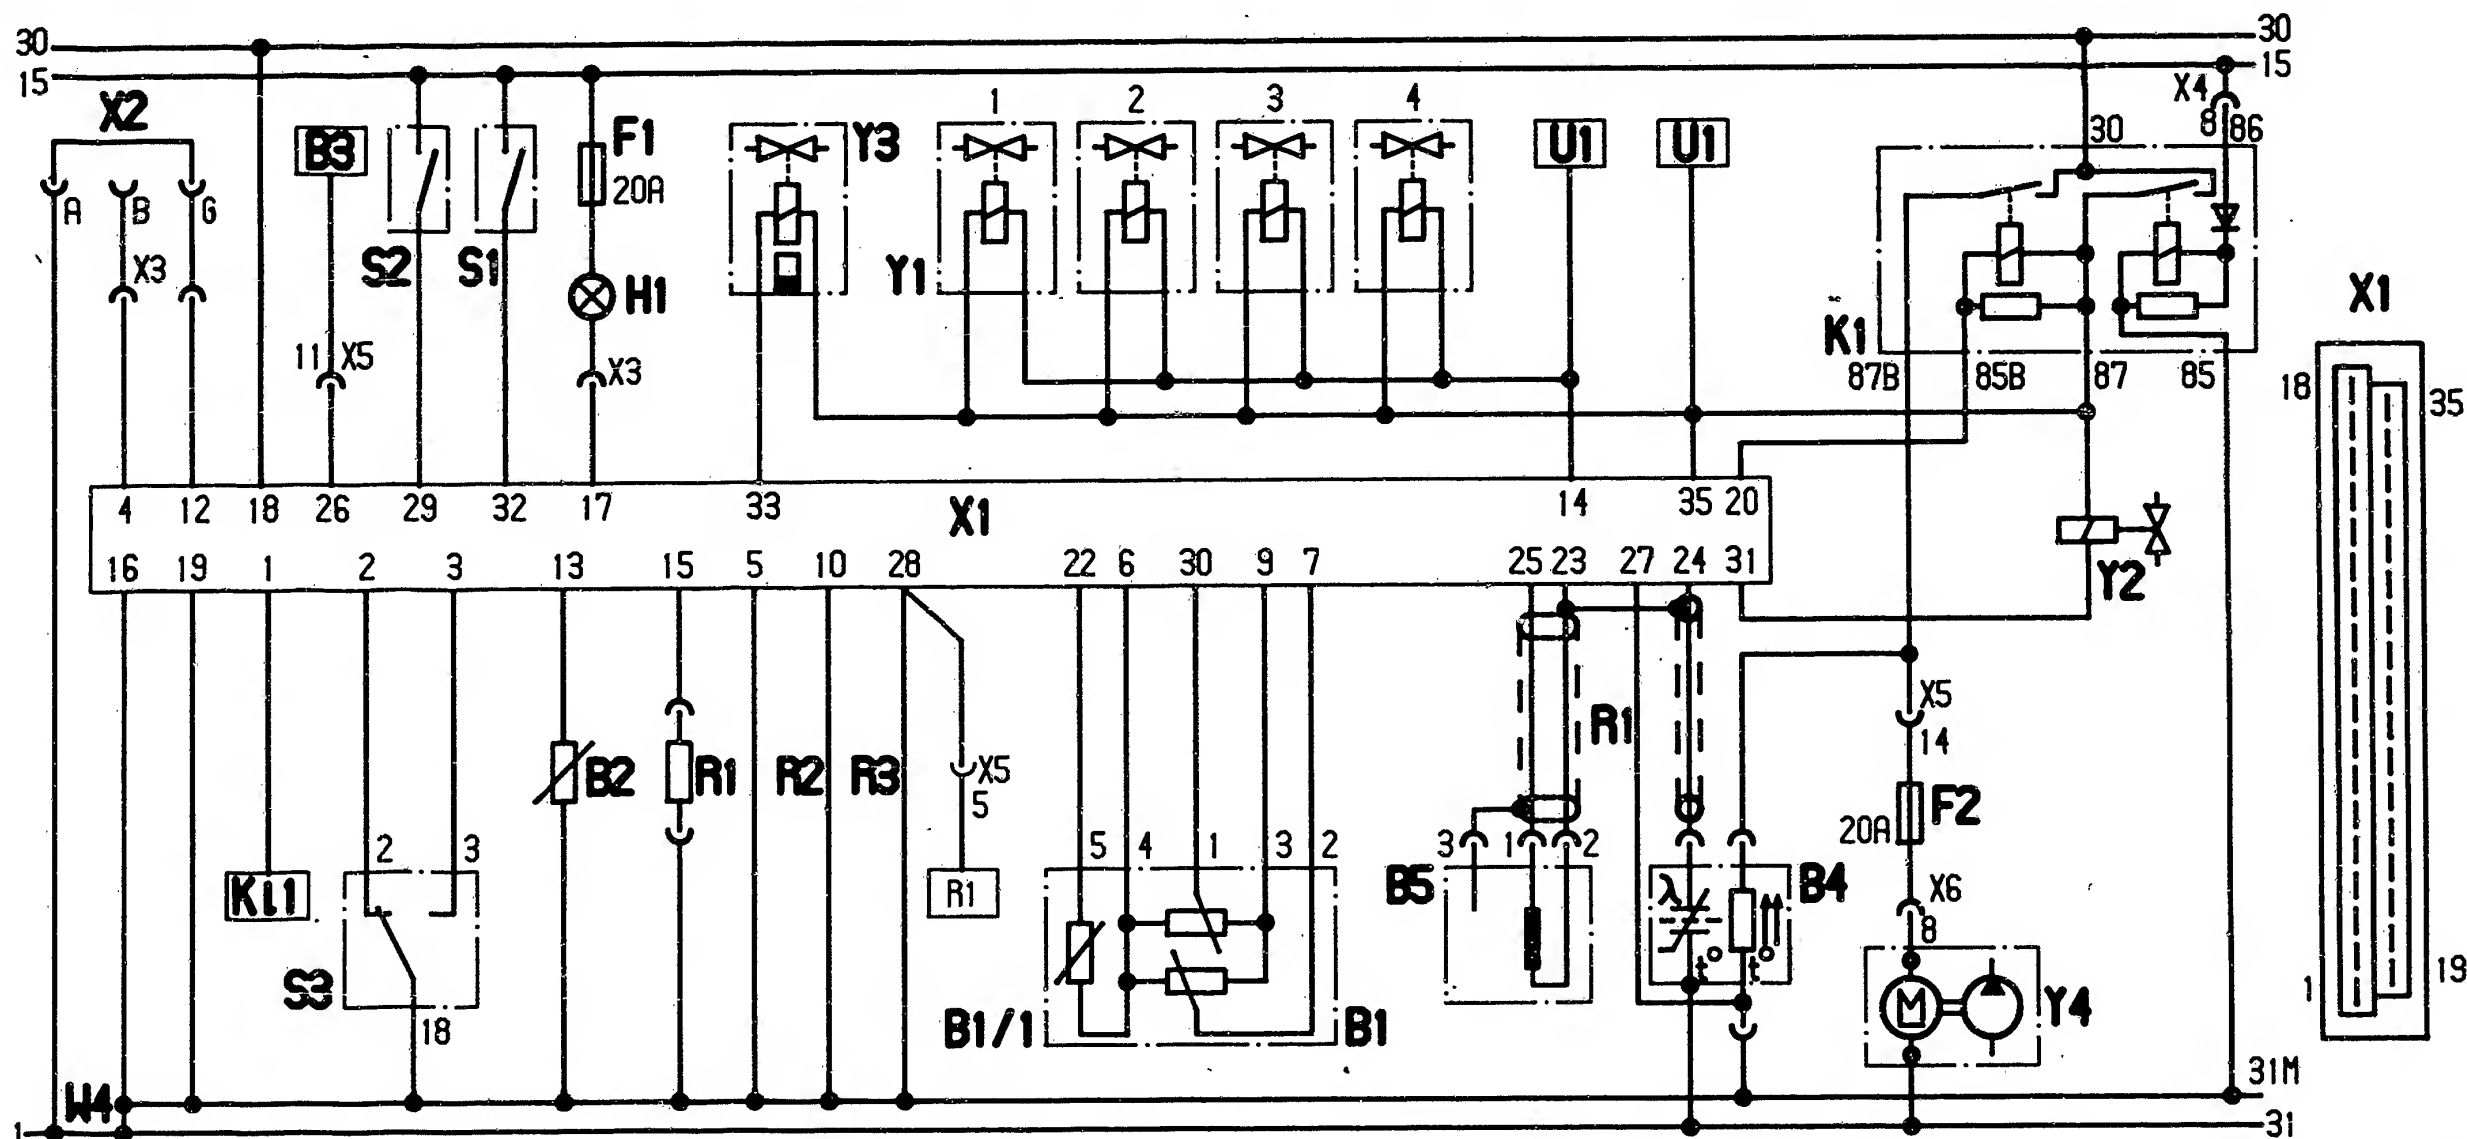 30 30
15 15
X2 X4
1 2 3 4
8 86
B3 F1 Y3 U1 U1 30
20A
A B G
X3 S2 S1 Y1
H1 X1
K1
11 X5 X3
87B 85B 87 85 18 35
4 12 18 26 29 32 17 33 X1 14 35 20
16 19 1 2 3 13 15 5 10 28 22 6 30 9 7 25 23 27 24 31
Y2
X5
R1
14
B2 R1 R2 R3 X5
5
F2
20A
2 3 5 4 1 3 2 3 1 2
Kl1 R1 B5 λ B4 X6
8
t° t°
S3 1 19
18 B1/1 B1 M Y4
31M
W4
1 31